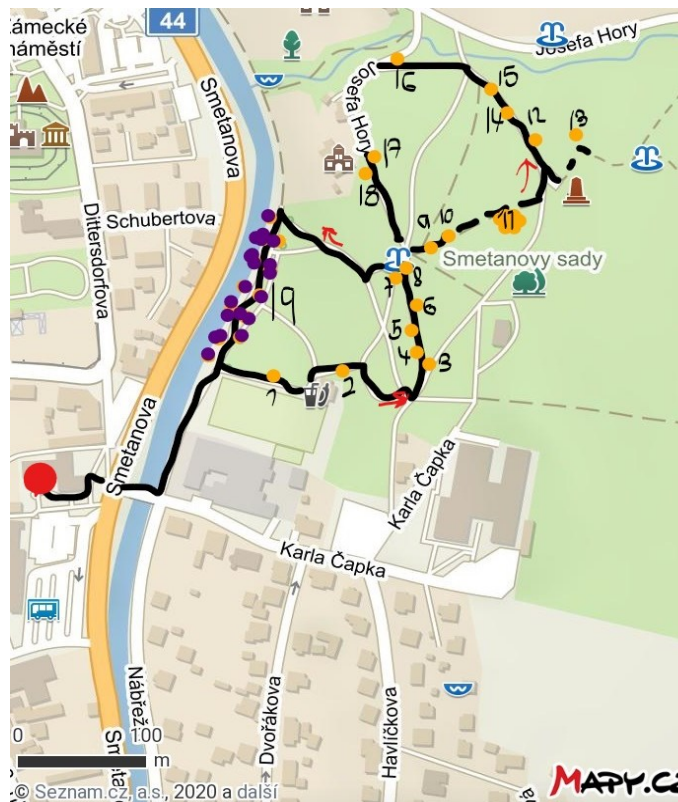 zámecké
náměstí
44
Smetanova
Dittersdorfova
Schubertova
Josefa Hory
Josefa Hory
16
15
14
12
13
17
18
9
10
11
Smetanovy sady
7
8
6
5
4
3
19
1
2
Smetanova
Karla Čapka
Karla Čapka
Nábřež
Dvořákova
Havlíčkova
Smeta
0 100
m
© Seznam.cz, a.s., 2020 a další
MAPY.CZ